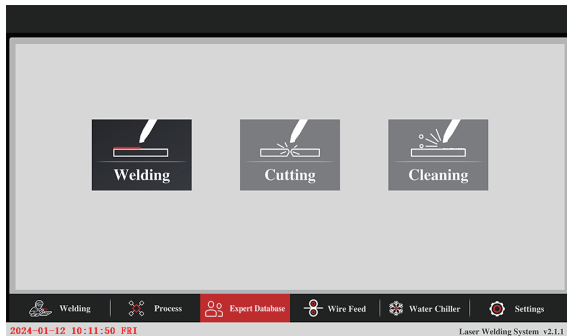 Welding Cutting Cleaning
Welding Process Expert Database Wire Feed Water Chiller Settings
2024-01-12 10:11:50 FRI Laser Welding System v2.1.1